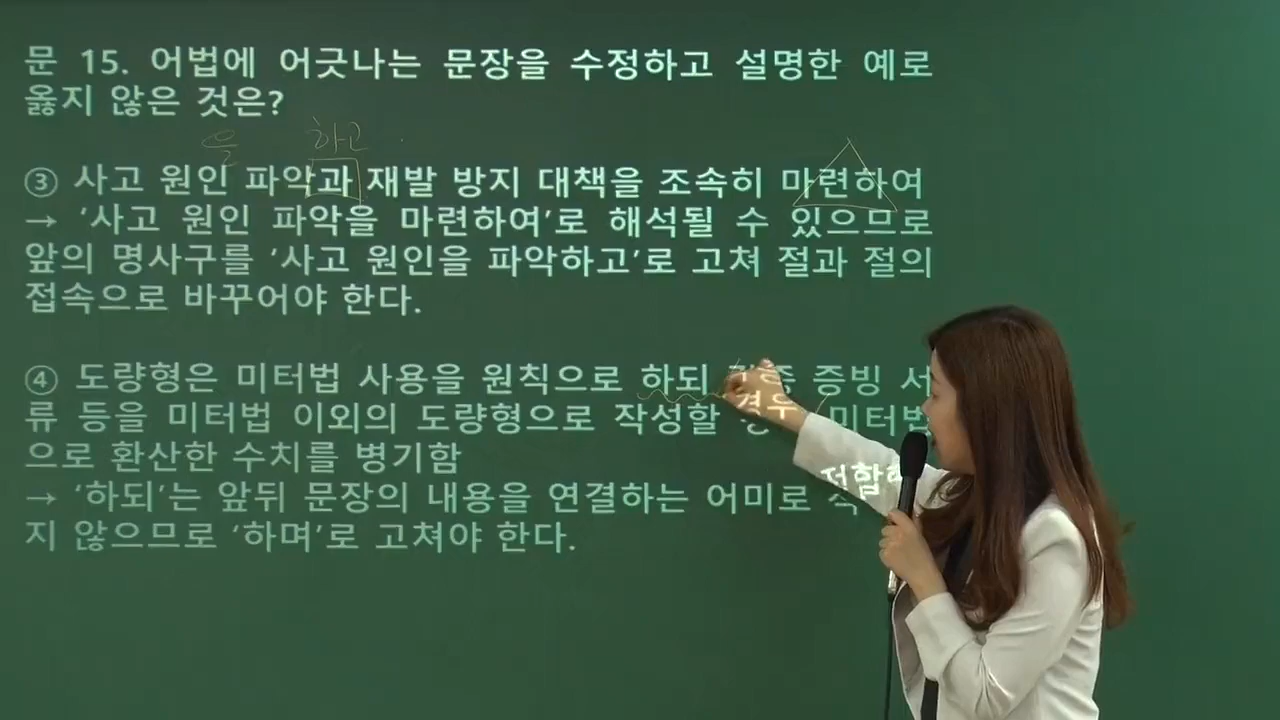 문 15. 어법에 어긋나는 문장을 수정하고 설명한 예로
옳지 않은 것은?
을 하고
③ 사고 원인 파악과 재발 방지 대책을 조속히 마련하여
→ ‘사고 원인 파악을 마련하여’로 해석될 수 있으므로
앞의 명사구를 ‘사고 원인을 파악하고’로 고쳐 절과 절의
접속으로 바꾸어야 한다.
④ 도량형은 미터법 사용을 원칙으로 하되 증빙 서
류 등을 미터법 이외의 도량형으로 작성할 경우 미터법
으로 환산한 수치를 병기함
→ ‘하되’는 앞뒤 문장의 내용을 연결하는 어미로
지 않으므로 ‘하며’로 고쳐야 한다.